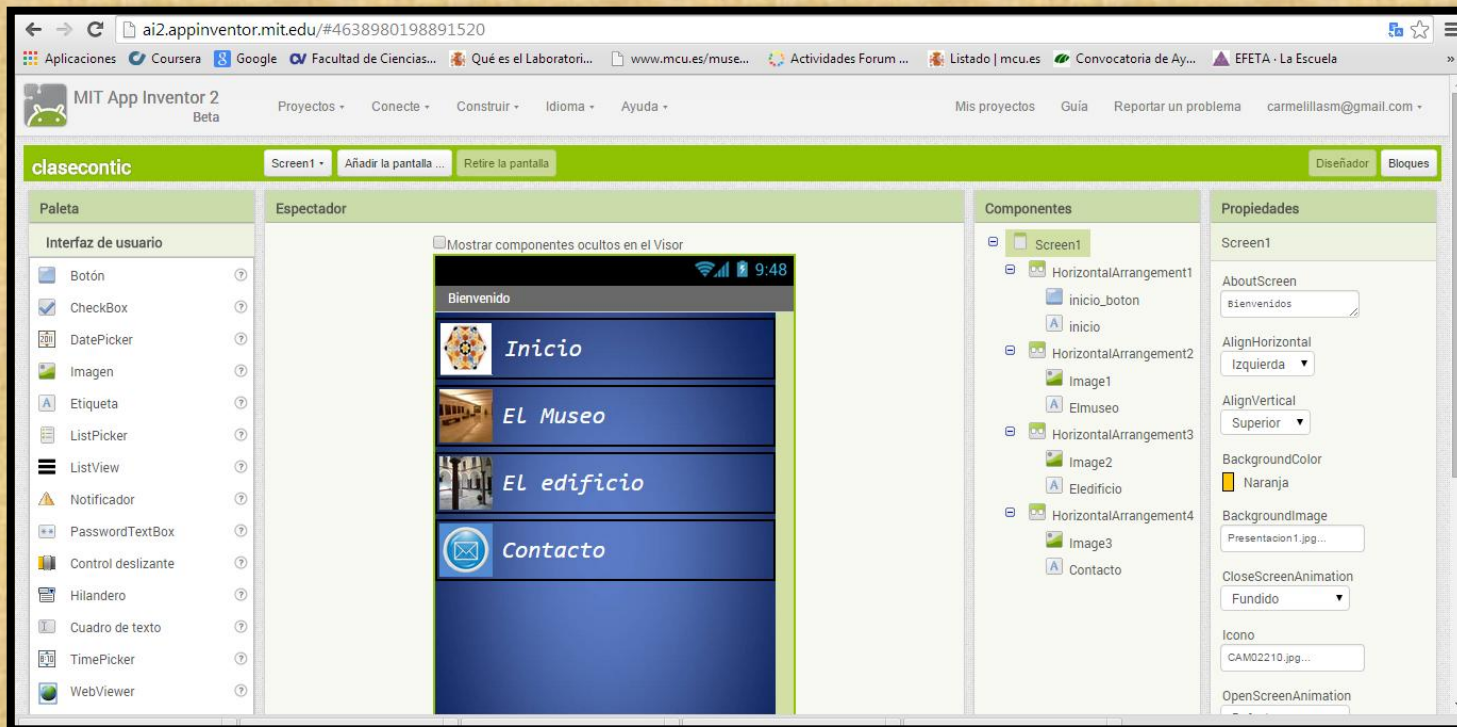 ai2.appinventor.mit.edu/#4638980198891520
Aplicaciones Coursera Google Facultad de Ciencias... Qué es el Laboratori... www.mcu.es/muse... Actividades Forum ... Listado | mcu.es Convocatoria de Ay... EFETA - La Escuela »
MIT App Inventor 2
Beta
Proyectos Conecte Construir Idioma Ayuda Mis proyectos Guía Reportar un problema carmelillasm@gmail.com
clasecontic Screen1 Añadir la pantalla ... Retire la pantalla Diseñador Bloques
Paleta
Interfaz de usuario
Botón ?
CheckBox ?
DatePicker ?
Imagen ?
Etiqueta ?
ListPicker ?
ListView ?
Notificador ?
PasswordTextBox ?
Control deslizante ?
Hilandero ?
Cuadro de texto ?
TimePicker ?
WebViewer ?
Espectador
Mostrar componentes ocultos en el Visor
9:48
Bienvenido
Inicio
El Museo
El edificio
Contacto
Componentes
Screen1
HorizontalArrangement1
inicio_boton
inicio
HorizontalArrangement2
Image1
Elmuseo
HorizontalArrangement3
Image2
Eledificio
HorizontalArrangement4
Image3
Contacto
Propiedades
Screen1
AboutScreen
Bienvenidos
AlignHorizontal
Izquierda
AlignVertical
Superior
BackgroundColor
Naranja
BackgroundImage
Presentacion1.jpg...
CloseScreenAnimation
Fundido
Icono
CAM02210.jpg...
OpenScreenAnimation